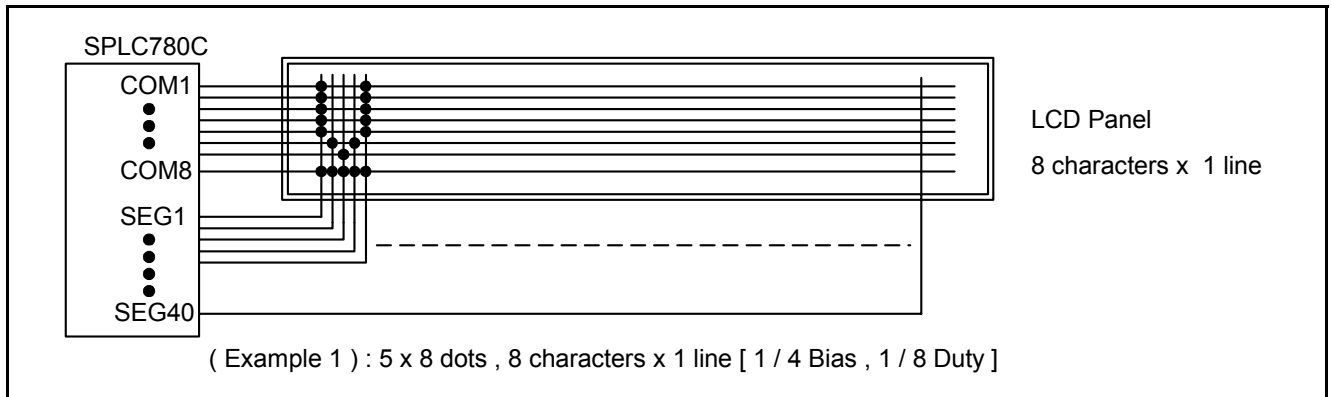 SPLC780C
COM1
COM8
SEG1
SEG40
LCD Panel
8 characters x 1 line
( Example 1 ) : 5 x 8 dots , 8 characters x 1 line [ 1 / 4 Bias , 1 / 8 Duty ]